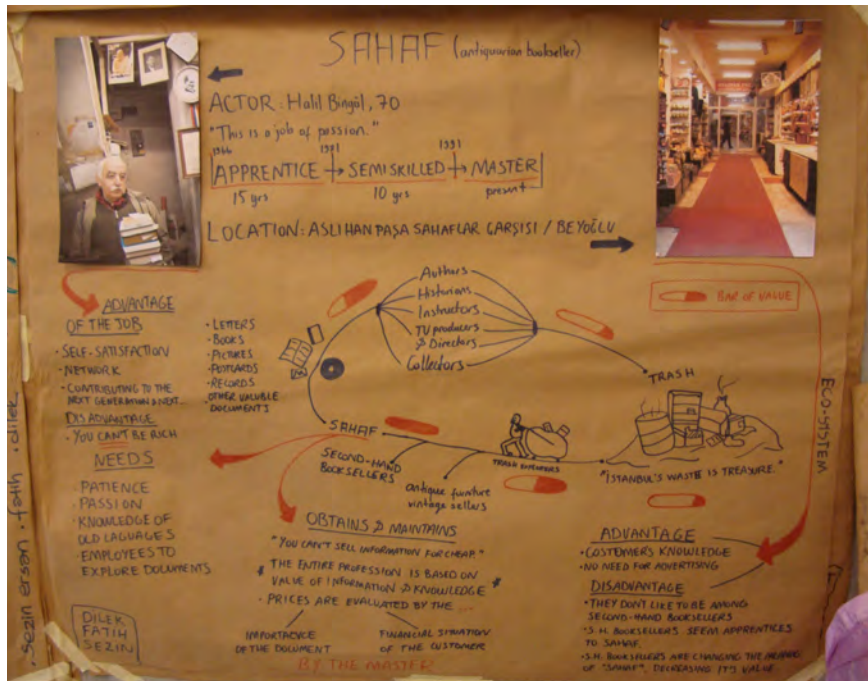 SAHAF (antiquarian bookseller)
ACTOR: Halil Bingöl, 70
"This is a job of passion."
1966 1981 1991
APPRENTICE → SEMISKILLED → MASTER
15 yrs 10 yrs present
LOCATION: ASLIHAN PAŞA SAHAFLAR ÇARŞISI / BEYOĞLU
ADVANTAGE
OF THE JOB
· SELF-SATISFACTION
· NETWORK
· CONTRIBUTING TO THE
NEXT GENERATION & NEXT...
DISADVANTAGE
· YOU CAN'T BE RICH
NEEDS
· PATIENCE
· PASSION
· KNOWLEDGE OF
OLD LAGUAGES
· EMPLOYEES TO
EXPLORE DOCUMENTS
· LETTERS
· BOOKS
· PICTURES
· POSTCARDS
· RECORDS
· OTHER VALUBLE
DOCUMENTS
Authors
Historians
Instructors
TV producers
& Directors
Collectors
BAR OF VALUE
TRASH
ECO-SYSTEM
SAHAF
SECOND-HAND
BOOKSELLERS
antique furniture
vintage sellers
TRASH EXPLORERS
"ISTANBUL'S WASTE IS TREASURE."
OBTAINS & MAINTAINS
"YOU CAN'T SELL INFORMATION FOR CHEAP."
* THE ENTIRE PROFESSION IS BASED ON
VALUE OF INFORMATION & KNOWLEDGE *
· PRICES ARE EVALUATED BY THE ...
IMPORTANCE
OF THE DOCUMENT
FINANCIAL SITUATION
OF THE CUSTOMER
BY THE MASTER
ADVANTAGE
· COSTOMER'S KNOWLEDGE
· NO NEED FOR ADVERTISING
DISADVANTAGE
· THEY DON'T LIKE TO BE AMONG
SECOND-HAND BOOKSELLERS
· S.H. BOOKSELLERS SEEM APPRENTICES
TO SAHAF.
· S.H. BOOKSELLERS ARE CHANGING THE MEANING
OF "SAHAF", DECREASING IT'S VALUE.
DILEK
FATIH
SEZIN
· sezin ersan · fatih · dilek